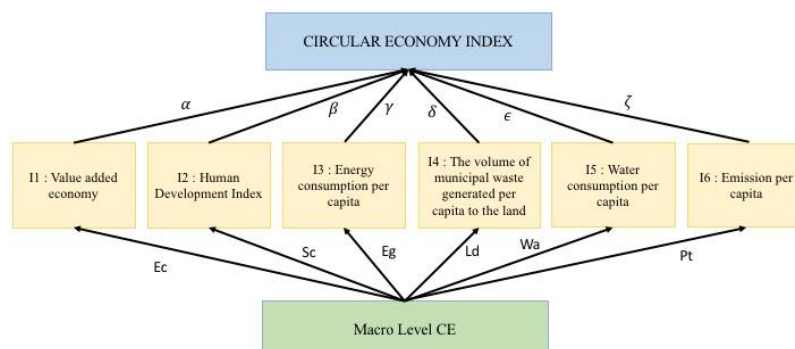 CIRCULAR ECONOMY INDEX
α
β
γ
δ
ϵ
ζ
I1 : Value added
economy
I2 : Human
Development Index
I3 : Energy
consumption per
capita
I4 : The volume of
municipal waste
generated per
capita to the land
I5 : Water
consumption per
capita
I6 : Emission per
capita
Ec
Sc
Eg
Ld
Wa
Pt
Macro Level CE